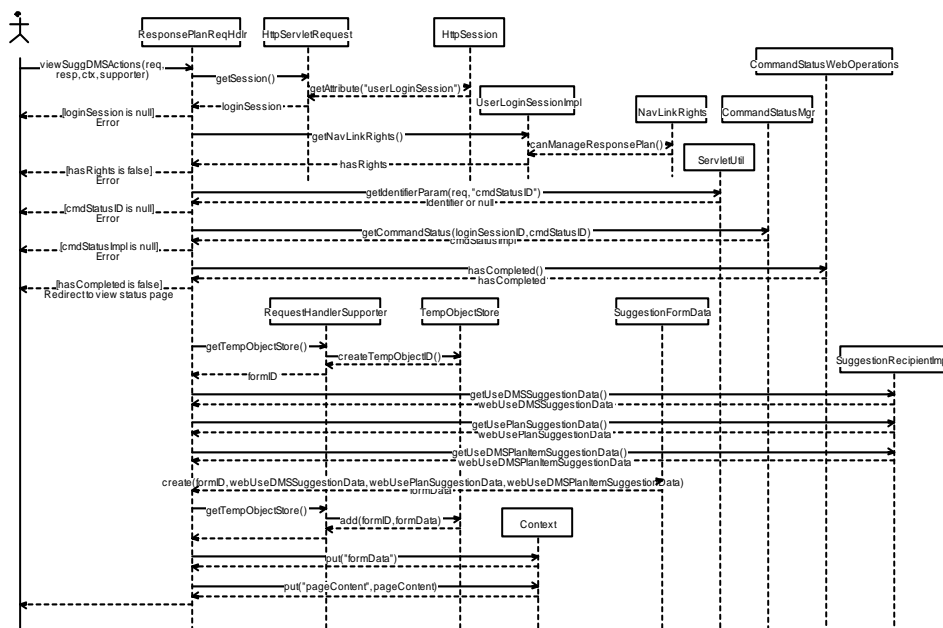 ResponsePlanReqHdlr
HttpServletRequest
HttpSession
CommandStatusWebOperations
viewSuggDMSActions(req,
resp,ctx,supporter)
getSession()
getAttribute("userLoginSession")
loginSession
UserLoginSessionImpl
NavLinkRights
CommandStatusMgr
[loginSession is null]
Error
getNavLinkRights()
canManageResponsePlan()
hasRights
ServletUtil
[hasRights is false]
Error
getIdentifierParam(req,"cmdStatusID")
Identifier or null
[cmdStatusID is null]
Error
getCommandStatus(loginSessionID,cmdStatusID)
cmdStatusImpl
[cmdStatusImpl is null]
Error
hasCompleted()
hasCompleted
[hasCompleted is false]
Redirect to view status page
RequestHandlerSupporter
TempObjectStore
SuggestionFormData
getTempObjectStore()
createTempObjectID()
formID
SuggestionRecipientImpl
getUseDMSSuggestionData()
webUseDMSSuggestionData
getUsePlanSuggestionData()
webUsePlanSuggestionData
getUseDMSPlanItemSuggestionData()
webUseDMSPlanItemSuggestionData
create(formID,webUseDMSSuggestionData,webUsePlanSuggestionData,webUseDMSPlanItemSuggestionData)
formData
getTempObjectStore()
add(formID,formData)
Context
put("formData")
put("pageContent",pageContent)